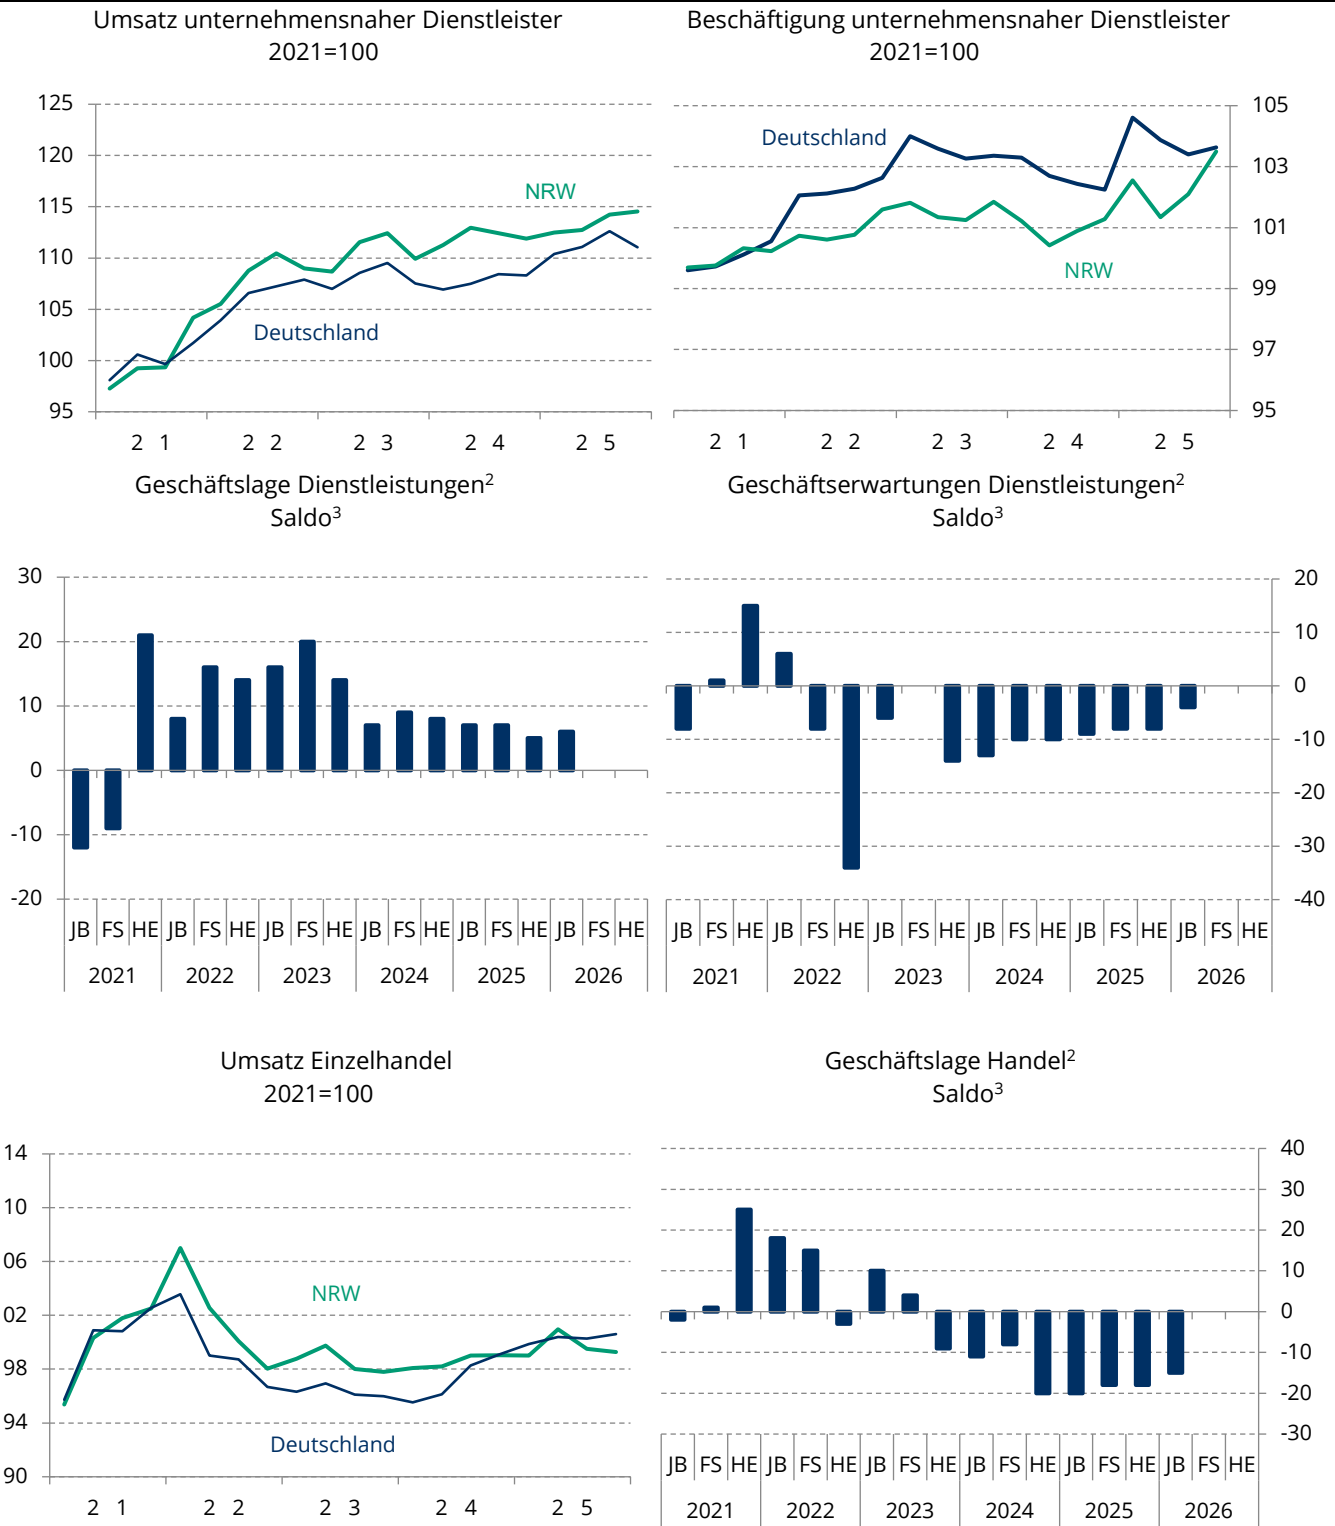 Umsatz unternehmensnaher Dienstleister
2021=100
125
120
115
110
105
100
95
NRW
Deutschland
2 1 2 2 2 3 2 4 2 5
Beschäftigung unternehmensnaher Dienstleister
2021=100
105
103
101
99
97
95
Deutschland
NRW
2 1 2 2 2 3 2 4 2 5
Geschäftslage Dienstleistungen²
Saldo³
30
20
10
0
-10
-20
JB FS HE JB FS HE JB FS HE JB FS HE JB FS HE JB FS HE
2021 2022 2023 2024 2025 2026
Geschäftserwartungen Dienstleistungen²
Saldo³
20
10
0
-10
-20
-30
-40
JB FS HE JB FS HE JB FS HE JB FS HE JB FS HE JB FS HE
2021 2022 2023 2024 2025 2026
Umsatz Einzelhandel
2021=100
14
10
06
02
98
94
90
NRW
Deutschland
2 1 2 2 2 3 2 4 2 5
Geschäftslage Handel²
Saldo³
40
30
20
10
0
-10
-20
-30
JB FS HE JB FS HE JB FS HE JB FS HE JB FS HE JB FS HE
2021 2022 2023 2024 2025 2026